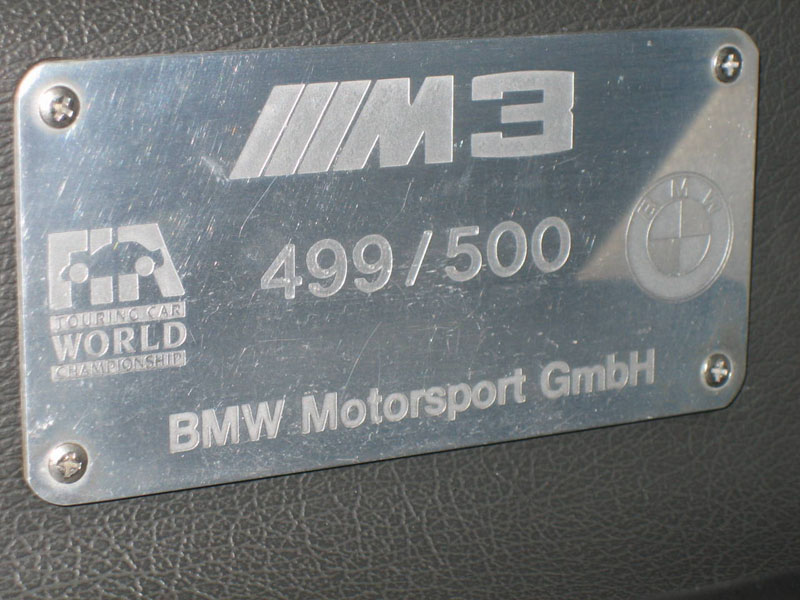 M3
FIA
TOURING CAR
WORLD
CHAMPIONSHIP
499/500
BMW
BMW Motorsport GmbH